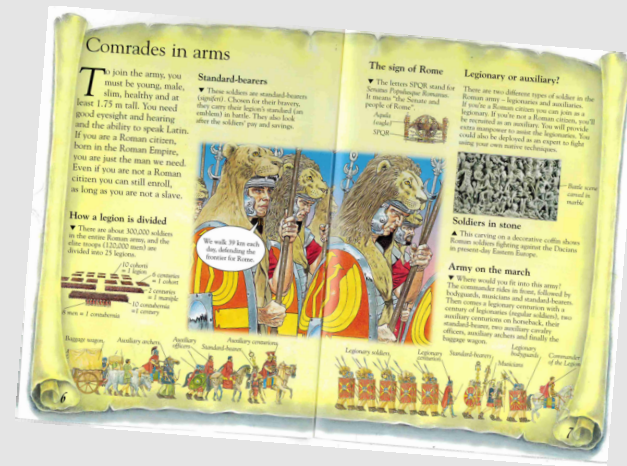 Comrades in arms
To join the army, you
must be young, male,
slim, healthy and at
least 1.75 m tall. You need
good eyesight and hearing
and the ability to speak Latin.
If you are a Roman citizen,
born in the Roman Empire,
you are just the man we need.
Even if you are not a Roman
citizen you can still enroll,
as long as you are not a slave.
How a legion is divided
▼ There are about 300,000 soldiers
in the entire Roman army, and the
elite troops (120,000 men) are
divided into 25 legions.
10 cohorts
= 1 legion
6 centuries
= 1 cohort
2 centuries
= 1 maniple
10 contubernia
=1 century
8 men = 1 contubernia
Standard-bearers
▼ These soldiers are standard-bearers
(signiferi). Chosen for their bravery,
they carry their legion's standard (an
emblem) in battle. They also look
after the soldiers' pay and savings.
We walk 39 km each
day, defending the
frontier for Rome.
Baggage wagon
Auxiliary archers
Auxiliary
officers
Standard-bearer
Auxiliary centurions
6
The sign of Rome
▼ The letters SPQR stand for
Senatus Populusque Romanus.
It means "the Senate and
people of Rome".
Aquila
(eagle)
SPQR
Legionary or auxiliary?
There are two different types of soldier in the
Roman army – legionaries and auxiliaries.
If you're a Roman citizen you can join as a
legionary. If you're not a Roman citizen, you'll
be recruited as an auxiliary. You will provide
extra manpower to assist the legionaries. You
could also be deployed as an expert to fight
using your own native techniques.
Battle scene
carved in
marble
Soldiers in stone
▲ This carving on a decorative coffin shows
Roman soldiers fighting against the Dacians
in present-day Eastern Europe.
Army on the march
▼ Where would you fit into this army?
The commander rides in front, followed by
bodyguards, musicians and standard-bearers.
Then comes a legionary centurion with a
century of legionaries (regular soldiers), two
auxiliary centurions on horseback, their
standard-bearer, two auxiliary cavalry
officers, auxiliary archers and finally the
baggage wagon.
Legionary soldiers
Legionary
centurion
Standard-bearers
Musicians
Legionary
bodyguards
Commander
of the Legion
7